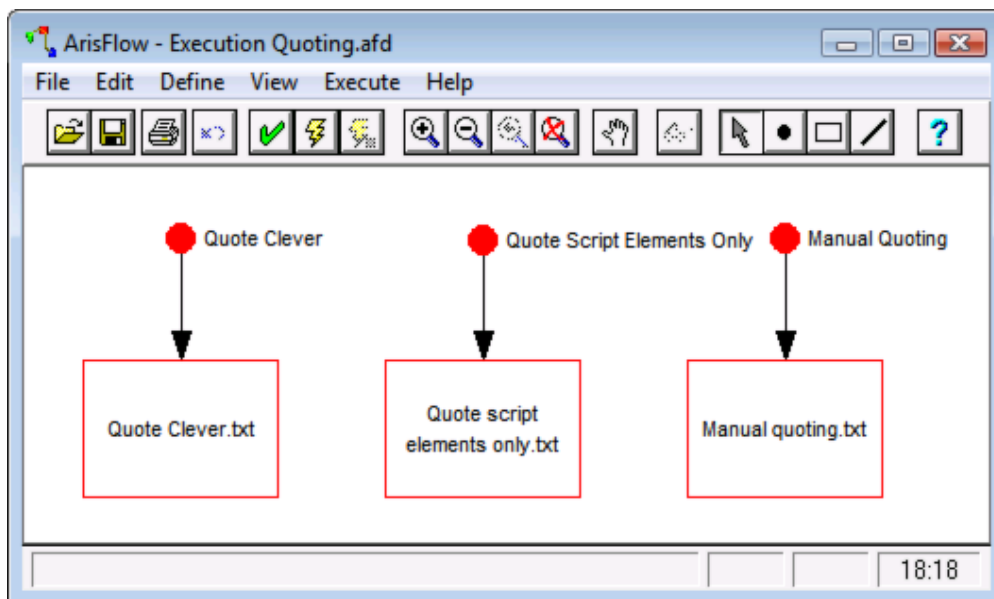 ArisFlow - Execution Quoting.afd
File Edit Define View Execute Help
?
Quote Clever
Quote Script Elements Only
Manual Quoting
Quote Clever.txt
Quote script
elements only.txt
Manual quoting.txt
18:18